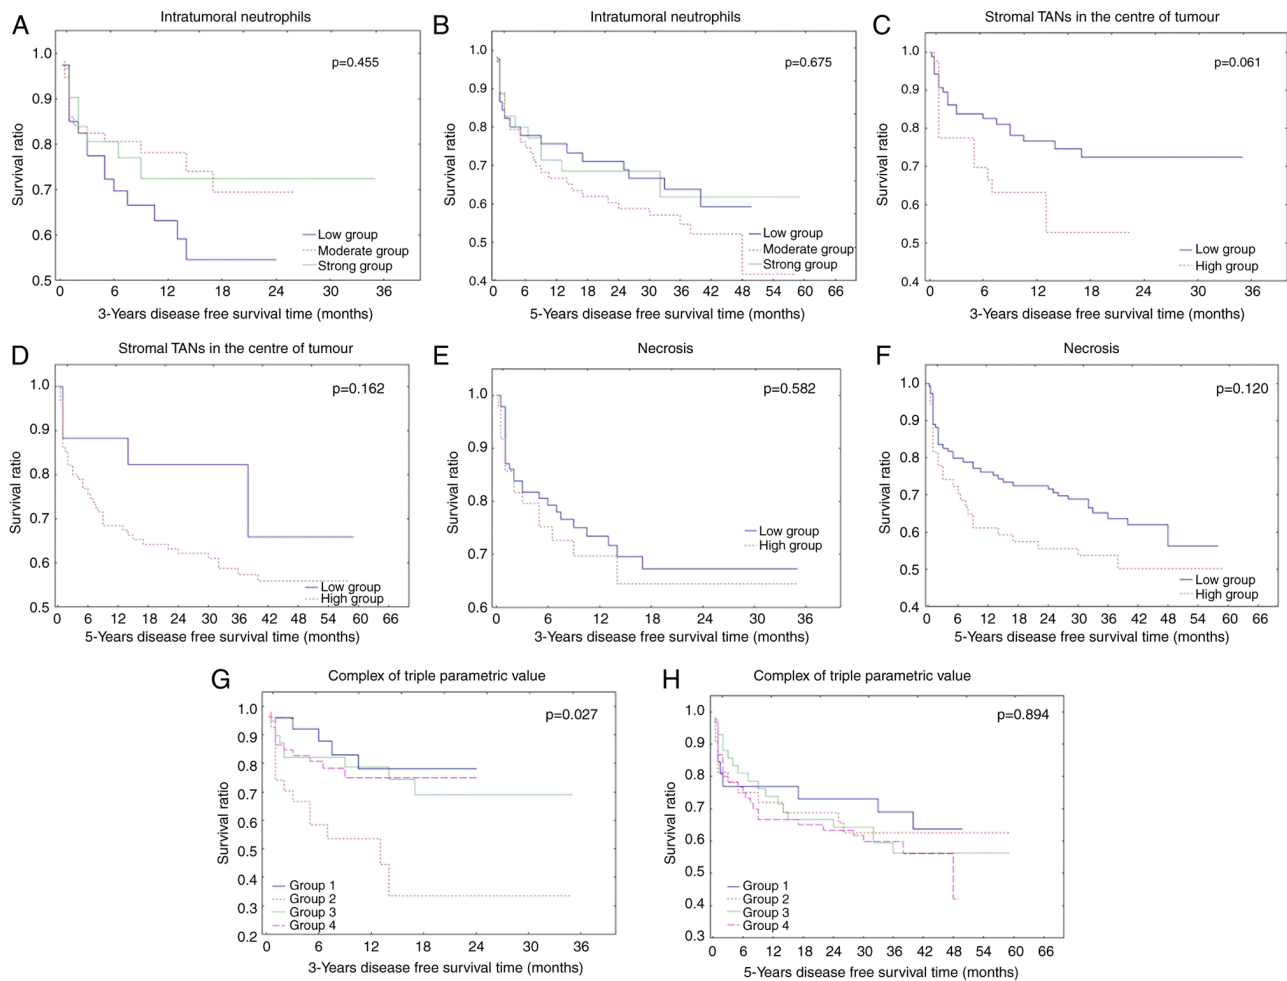 A
Intratumoral neutrophils
p=0.455
Survival ratio
1.0
0.9
0.8
0.7
0.6
0.5
Low group
Moderate group
Strong group
0 6 12 18 24 36
3-Years disease free survival time (months)
B
Intratumoral neutrophils
p=0.675
Survival ratio
1.0
0.9
0.8
0.7
0.6
0.5
0.4
Low group
Moderate group
Strong group
0 6 12 18 24 30 36 42 48 54 60 66
5-Years disease free survival time (months)
C
Stromal TANs in the centre of tumour
p=0.061
Survival ratio
1.0
0.9
0.8
0.7
0.6
0.5
0.4
Low group
High group
0 6 12 18 24 36
3-Years disease free survival time (months)
D
Stromal TANs in the centre of tumour
p=0.162
Survival ratio
1.0
0.9
0.8
0.7
0.6
0.5
Low group
High group
0 6 12 18 24 30 36 42 48 54 60 66
5-Years disease free survival time (months)
E
Necrosis
p=0.582
Survival ratio
1.0
0.9
0.8
0.7
0.6
Low group
High group
0 6 12 18 24 36
3-Years disease free survival time (months)
F
Necrosis
p=0.120
Survival ratio
1.0
0.9
0.8
0.7
0.6
0.5
0.4
Low group
High group
0 6 12 18 24 30 36 42 48 54 60 66
5-Years disease free survival time (months)
G
Complex of triple parametric value
p=0.027
Survival ratio
1.0
0.9
0.8
0.7
0.6
0.5
0.4
0.3
0.2
Group 1
Group 2
Group 3
Group 4
0 6 12 18 24 36
3-Years disease free survival time (months)
H
Complex of triple parametric value
p=0.894
Survival ratio
1.0
0.9
0.8
0.7
0.6
0.5
0.4
0.3
Group 1
Group 2
Group 3
Group 4
0 6 12 18 24 30 36 42 48 54 60 66
5-Years disease free survival time (months)